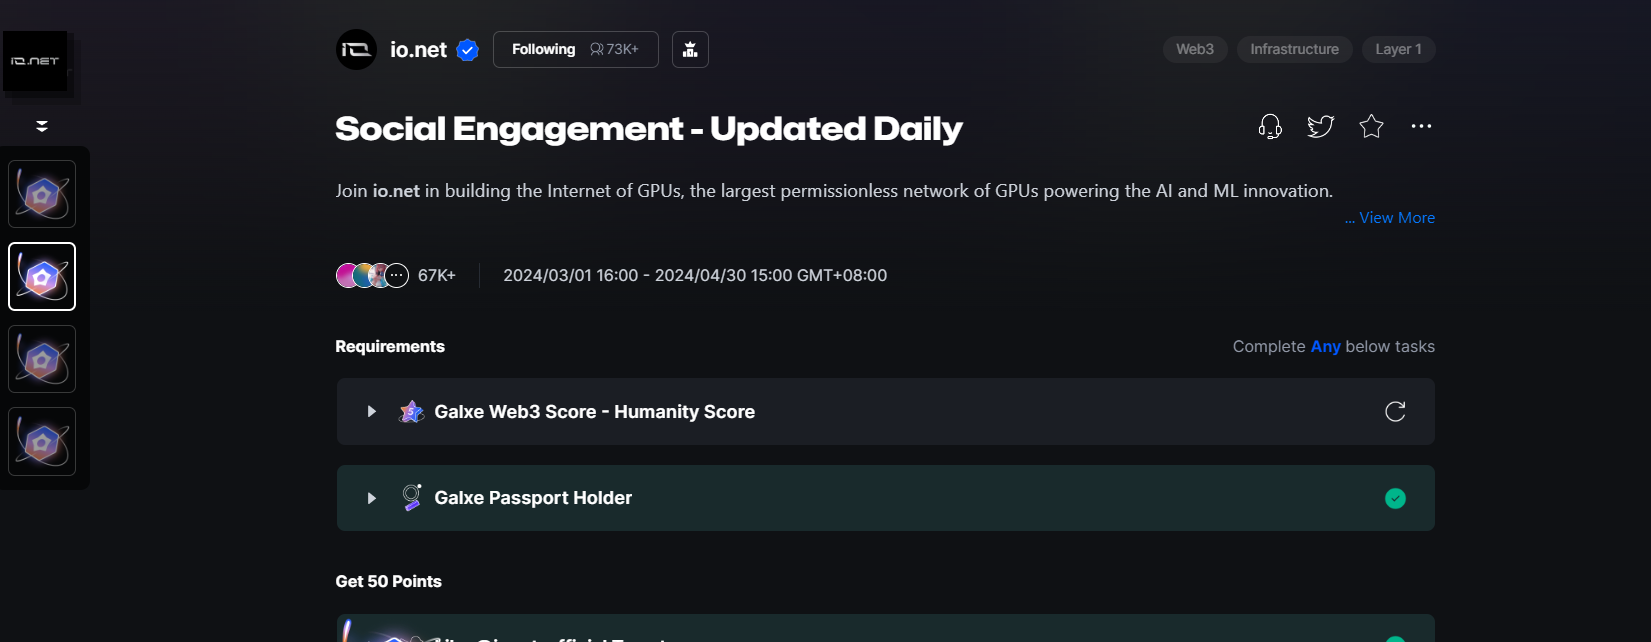 IO.NET
io.net
Following 73K+
Web3 Infrastructure Layer 1
Social Engagement - Updated Daily
Join io.net in building the Internet of GPUs, the largest permissionless network of GPUs powering the AI and ML innovation.
... View More
67K+ 2024/03/01 16:00 - 2024/04/30 15:00 GMT+08:00
Requirements Complete Any below tasks
5 Galxe Web3 Score - Humanity Score
Galxe Passport Holder
Get 50 Points